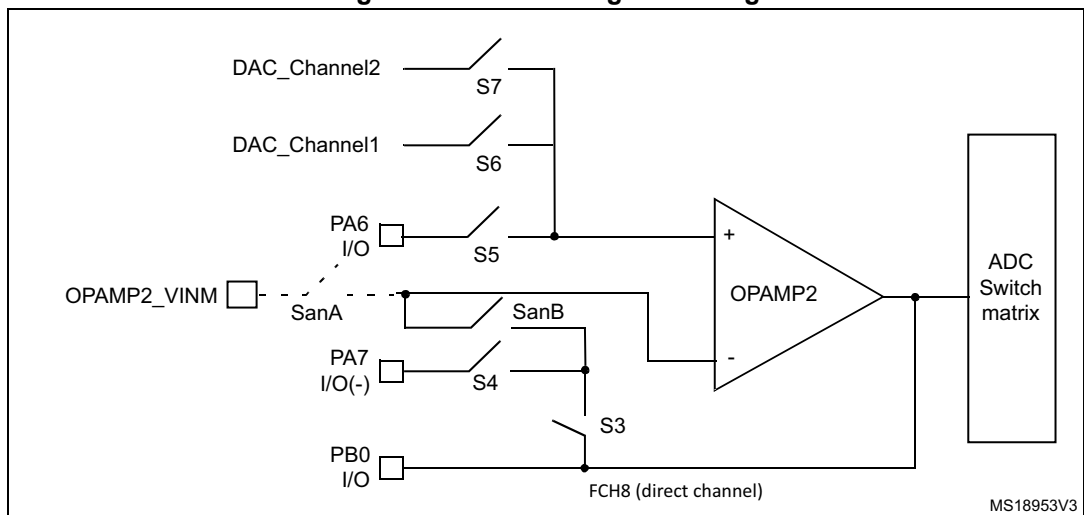 DAC_Channel2
S7
DAC_Channel1
S6
PA6
I/O
S5
+
OPAMP2
ADC
Switch
matrix
OPAMP2_VINM
SanA
SanB
-
PA7
I/O(-)
S4
S3
PB0
I/O
FCH8 (direct channel)
MS18953V3